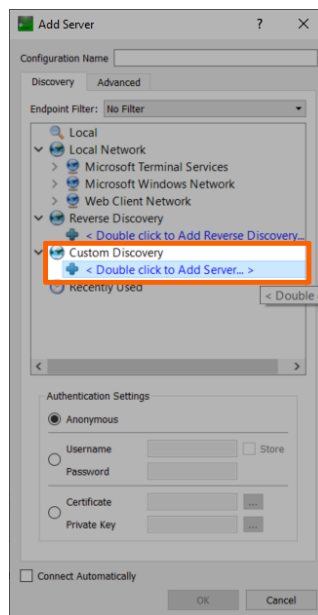 Add Server
Configuration Name
Discovery Advanced
Endpoint Filter: No Filter
Local
Local Network
Microsoft Terminal Services
Microsoft Windows Network
Web Client Network
Reverse Discovery
< Double click to Add Reverse Discovery...
Custom Discovery
< Double click to Add Server... >
Recently Used
< Double
Authentication Settings
Anonymous
Username Store
Password
Certificate ...
Private Key ...
Connect Automatically
OK Cancel